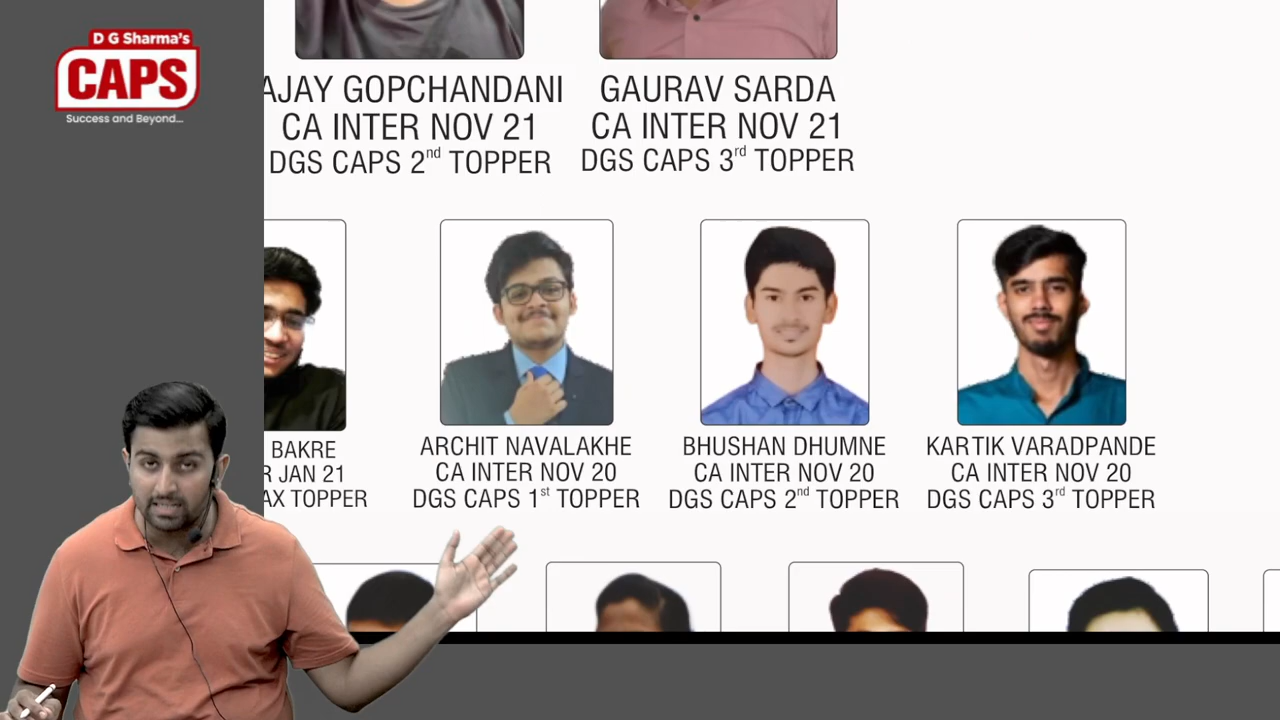 D G Sharma's
CAPS
Success and Beyond...
AJAY GOPCHANDANI
CA INTER NOV 21
DGS CAPS 2nd TOPPER
GAURAV SARDA
CA INTER NOV 21
DGS CAPS 3rd TOPPER
BAKRE
R JAN 21
AX TOPPER
ARCHIT NAVALAKHE
CA INTER NOV 20
DGS CAPS 1st TOPPER
BHUSHAN DHUMNE
CA INTER NOV 20
DGS CAPS 2nd TOPPER
KARTIK VARADPANDE
CA INTER NOV 20
DGS CAPS 3rd TOPPER